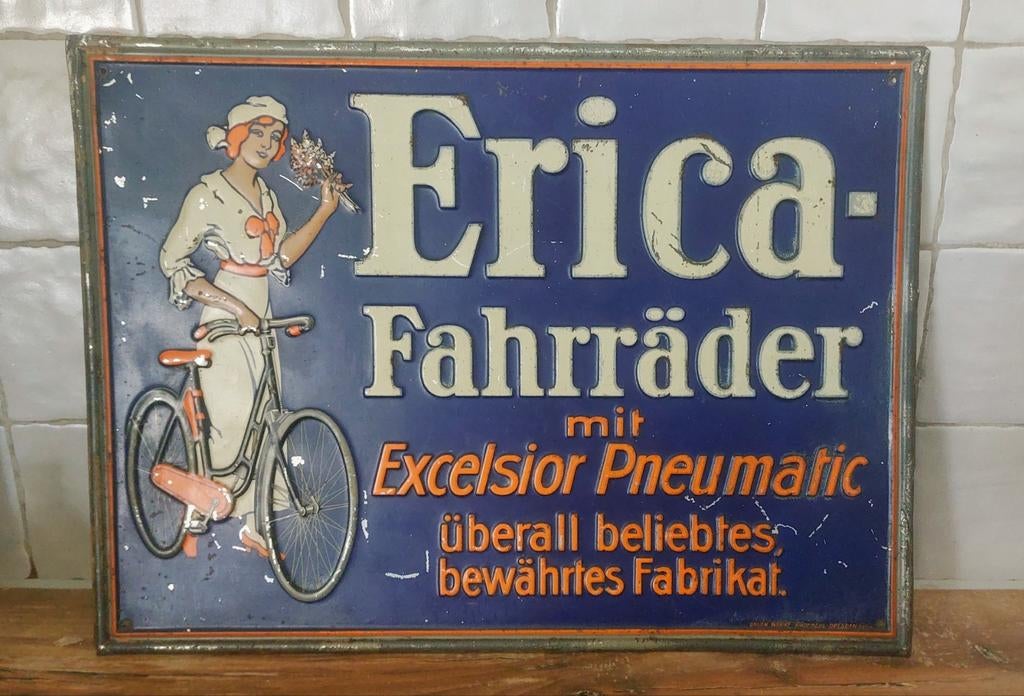 Erica-
Fahrräder
mit
Excelsior Pneumatic
überall beliebtes,
bewährtes Fabrikat.